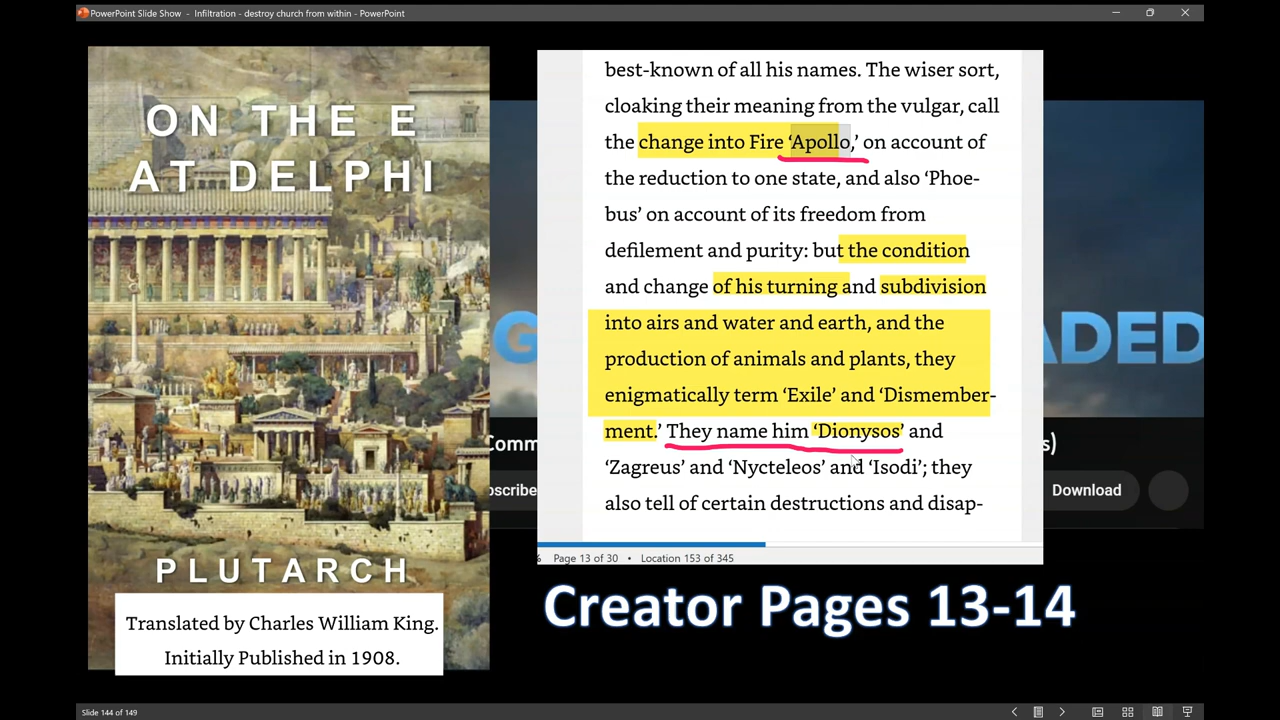 PowerPoint Slide Show - Infiltration - destroy church from within - PowerPoint
ON THE E
AT DELPHI
PLUTARCH
Translated by Charles William King.
Initially Published in 1908.
best-known of all his names. The wiser sort,
cloaking their meaning from the vulgar, call
the change into Fire ‘Apollo,’ on account of
the reduction to one state, and also ‘Phoe-
bus’ on account of its freedom from
defilement and purity: but the condition
and change of his turning and subdivision
into airs and water and earth, and the
production of animals and plants, they
enigmatically term ‘Exile’ and ‘Dismember-
ment.’ They name him ‘Dionysos’ and
‘Zagreus’ and ‘Nycteleos’ and ‘Isodi’; they
also tell of certain destructions and disap-
% Page 13 of 30 • Location 153 of 345
G ADED
Comm s)
bscribe Download
Creator Pages 13-14
Slide 144 of 149